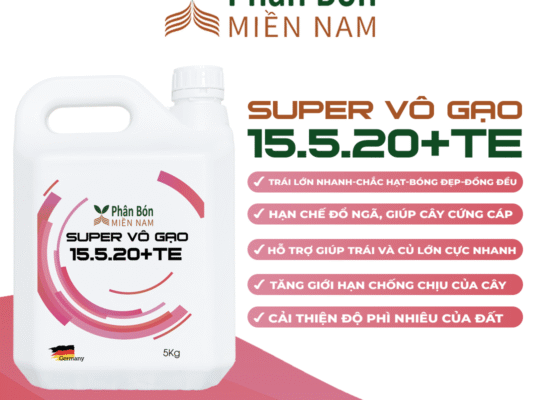 Phân Bón
MIỀN NAM
SUPER VÔ GẠO
15.5.20+TE
TRÁI LỚN NHANH-CHẮC HẠT-BÓNG ĐẸP-ĐỒNG ĐỀU
HẠN CHẾ ĐỔ NGÃ, GIÚP CÂY CỨNG CÁP
HỖ TRỢ GIÚP TRÁI VÀ CỦ LỚN CỰC NHANH
TĂNG GIỚI HẠN CHỐNG CHỊU CỦA CÂY
CẢI THIỆN ĐỘ PHÌ NHIÊU CỦA ĐẤT
Phân Bón
MIỀN NAM
SUPER VÔ GẠO
15.5.20+TE
Germany
5Kg